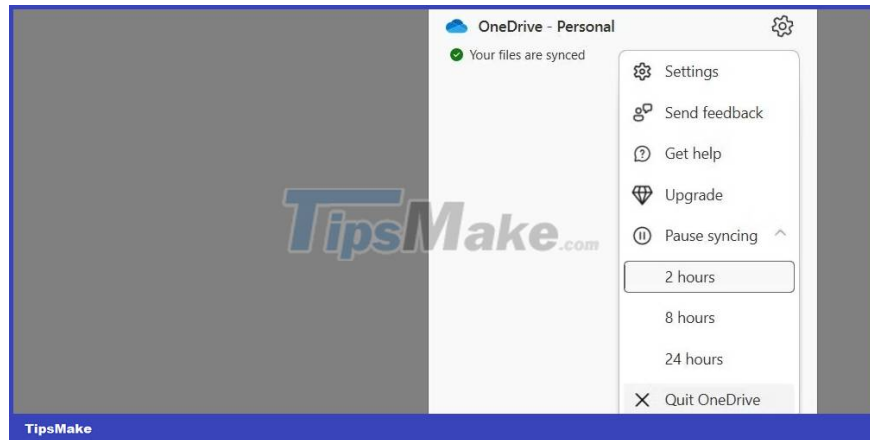 OneDrive - Personal
Your files are synced
Settings
Send feedback
Get help
Upgrade
Pause syncing
TipsMake.com
2 hours
8 hours
24 hours
Quit OneDrive
TipsMake